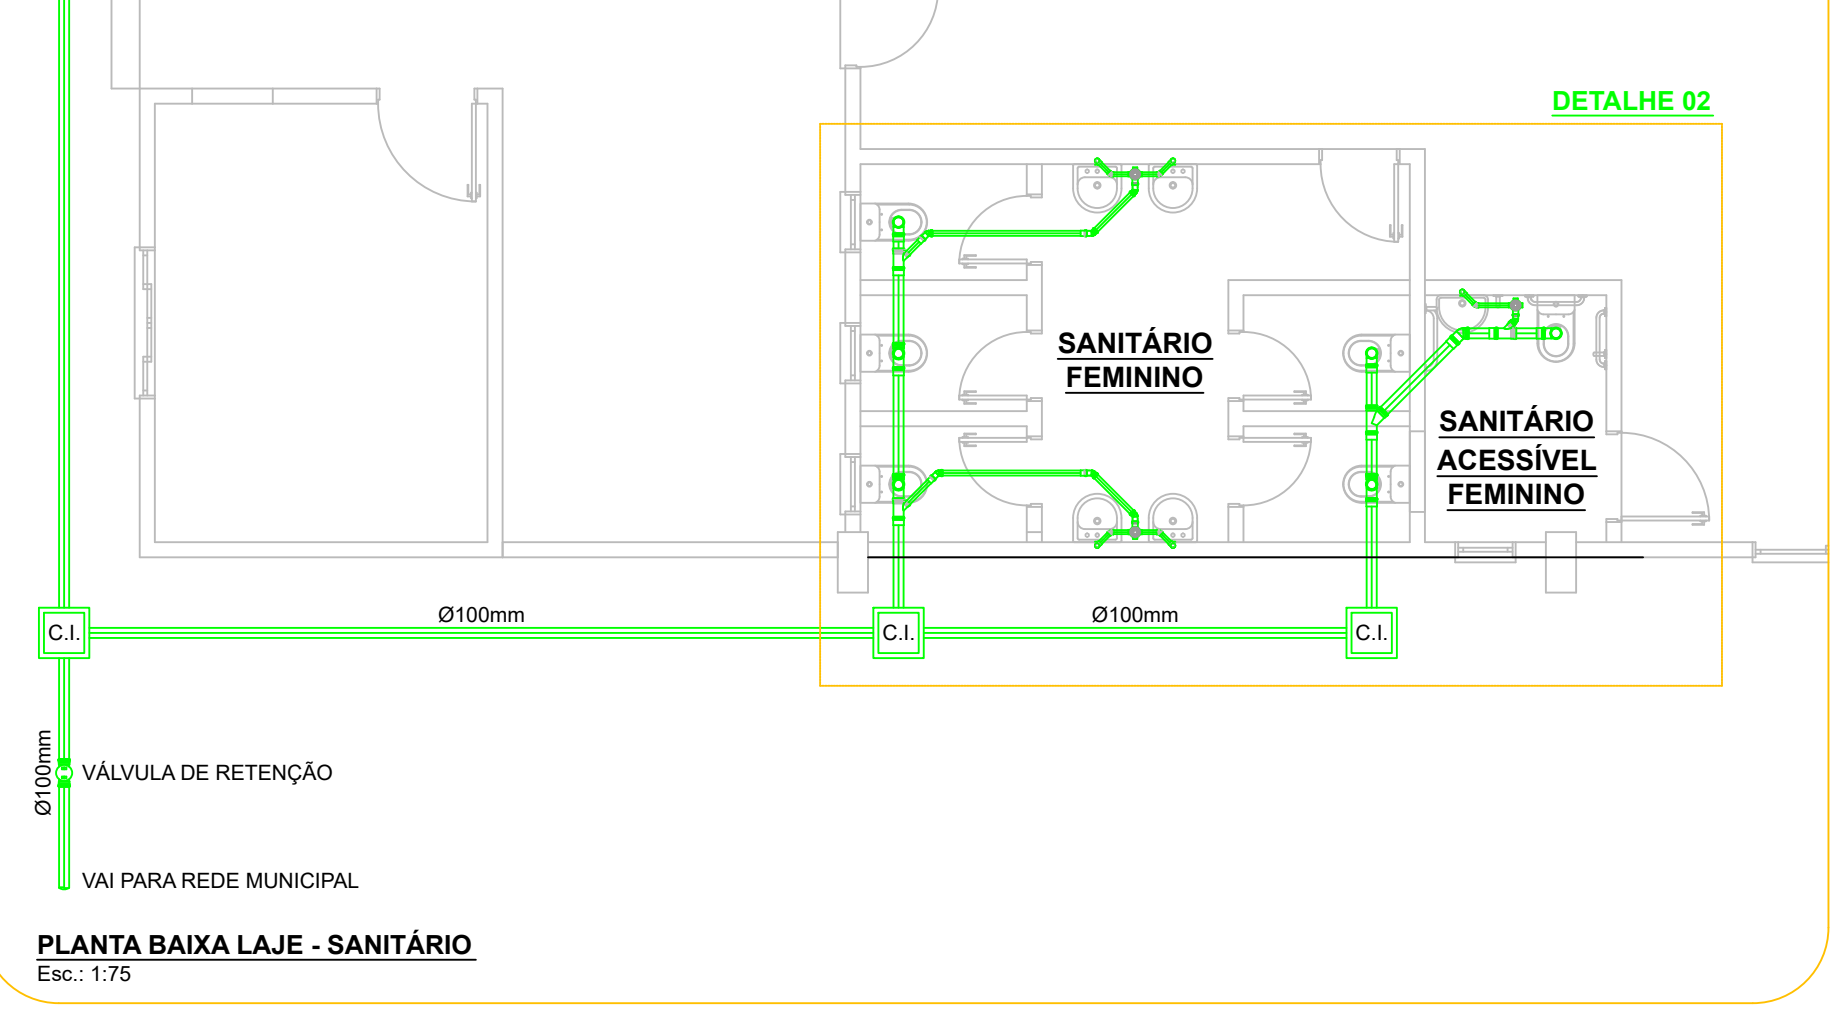 DETALHE 02
SANITÁRIO
FEMININO
SANITÁRIO
ACESSÍVEL
FEMININO
Ø100mm
Ø100mm
C.I.
C.I.
C.I.
Ø100mm
VÁLVULA DE RETENÇÃO
VAI PARA REDE MUNICIPAL
PLANTA BAIXA LAJE - SANITÁRIO
Esc.: 1:75